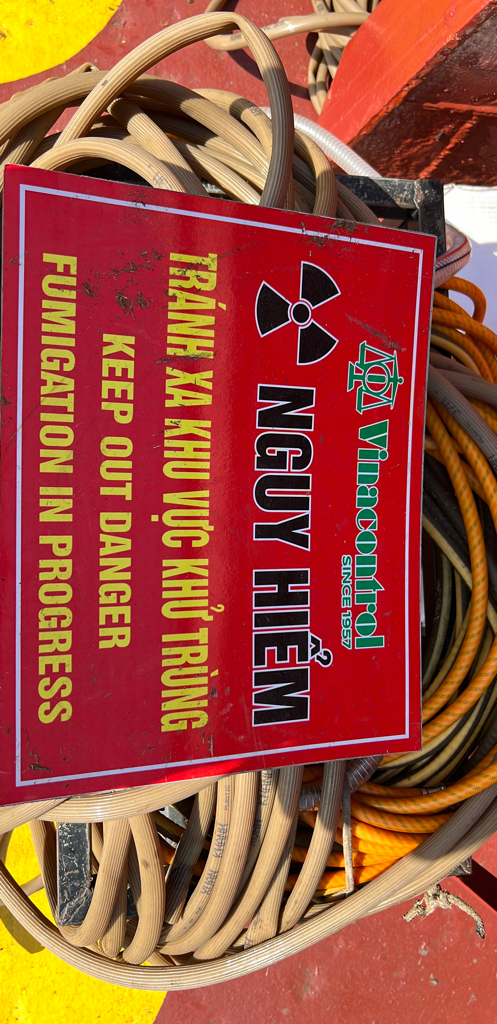 Vinacontrol
SINCE 1957
NGUY HIỂM
TRÁNH XA KHU VỰC KHỬ TRÙNG
KEEP OUT DANGER
FUMIGATION IN PROGRESS